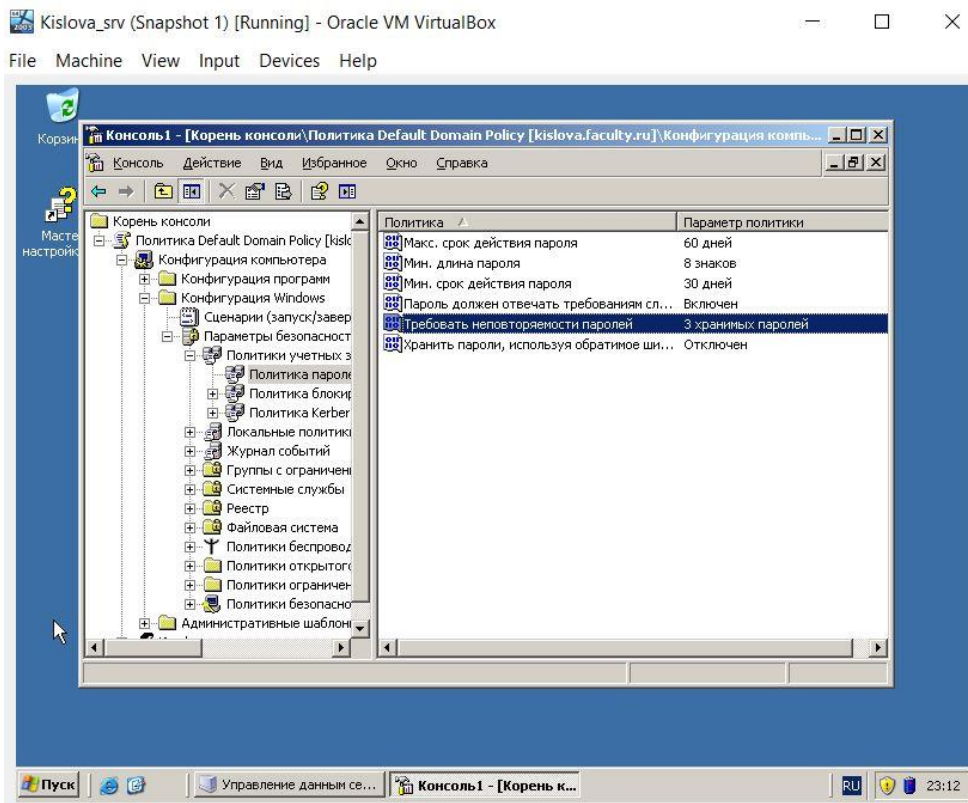 Kislova_srv (Snapshot 1) [Running] - Oracle VM VirtualBox
File Machine View Input Devices Help
Корзин
Масте
настройк
Консоль1 - [Корень консоли\Политика Default Domain Policy [kislova.faculty.ru]\Конфигурация компь...
Консоль Действие Вид Избранное Окно Справка
Корень консоли
Политика Default Domain Policy [kislo
Конфигурация компьютера
Конфигурация программ
Конфигурация Windows
Сценарии (запуск/завер
Параметры безопасност
Политики учетных з
Политика пароле
Политика блокир
Политика Kerber
Локальные политики
Журнал событий
Группы с ограничени
Системные службы
Реестр
Файловая система
Политики беспровод
Политики открытого
Политики ограничен
Политики безопасно
Административные шаблоны
Политика Параметр политики
Макс. срок действия пароля 60 дней
Мин. длина пароля 8 знаков
Мин. срок действия пароля 30 дней
Пароль должен отвечать требованиям сл... Включен
Требовать неповторяемости паролей 3 хранимых паролей
Хранить пароли, используя обратимое ши... Отключен
Пуск Управление данным се... Консоль1 - [Корень к... RU 23:12